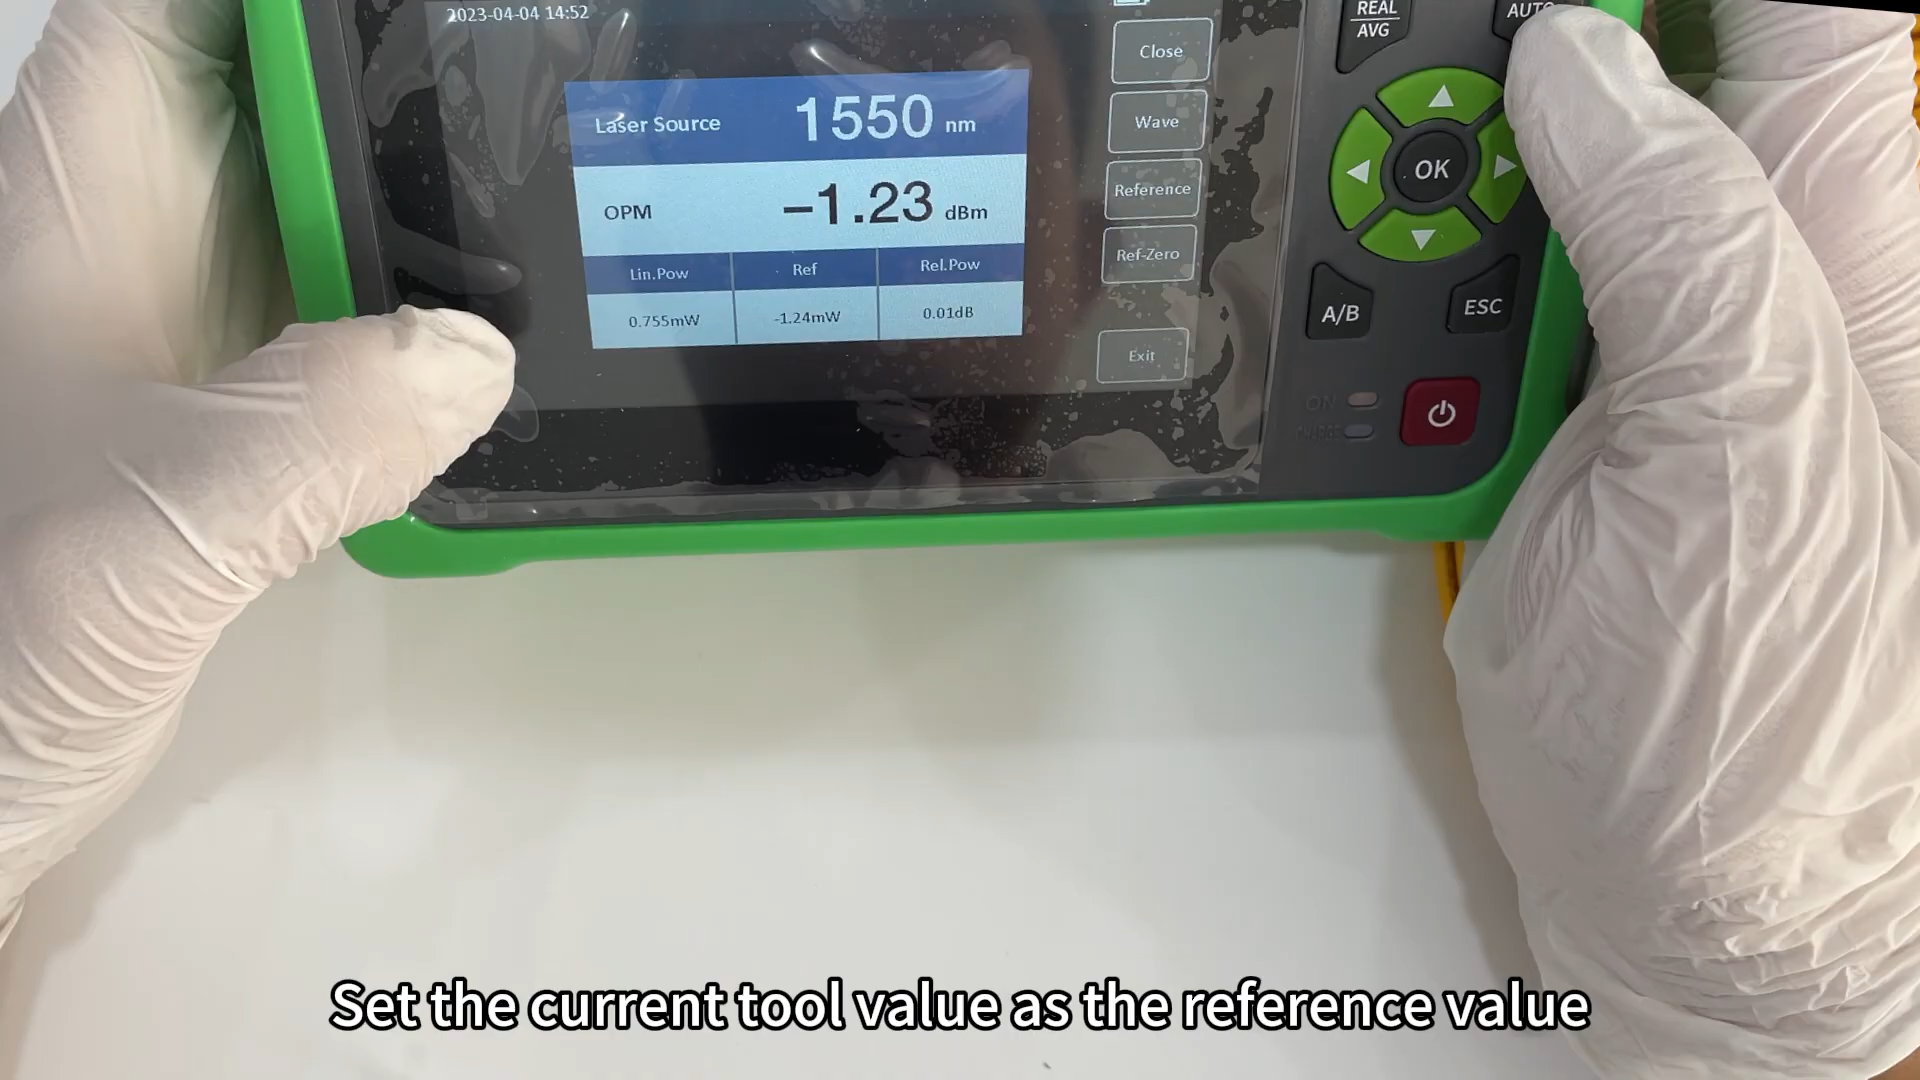 2023-04-04 14:52
Laser Source 1550 nm
OPM -1.23 dBm
Lin.Pow Ref Rel.Pow
0.755mW -1.24mW 0.01dB
Close
Wave
Reference
Ref-Zero
Exit
REAL
AVG
AUTO
OK
A/B
ESC
ON
CHARGE
Set the current tool value as the reference value